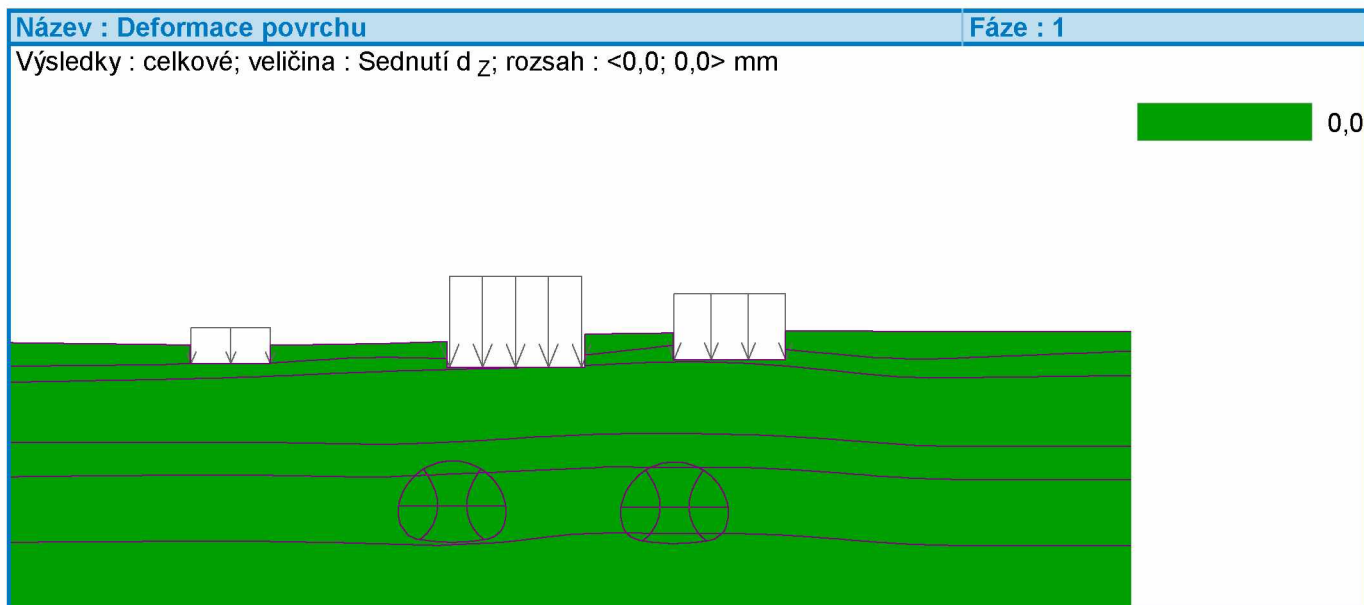 Název : Deformace povrchu Fáze : 1
Výsledky : celkové; veličina : Sednutí d Z; rozsah : <0,0; 0,0> mm
0,0